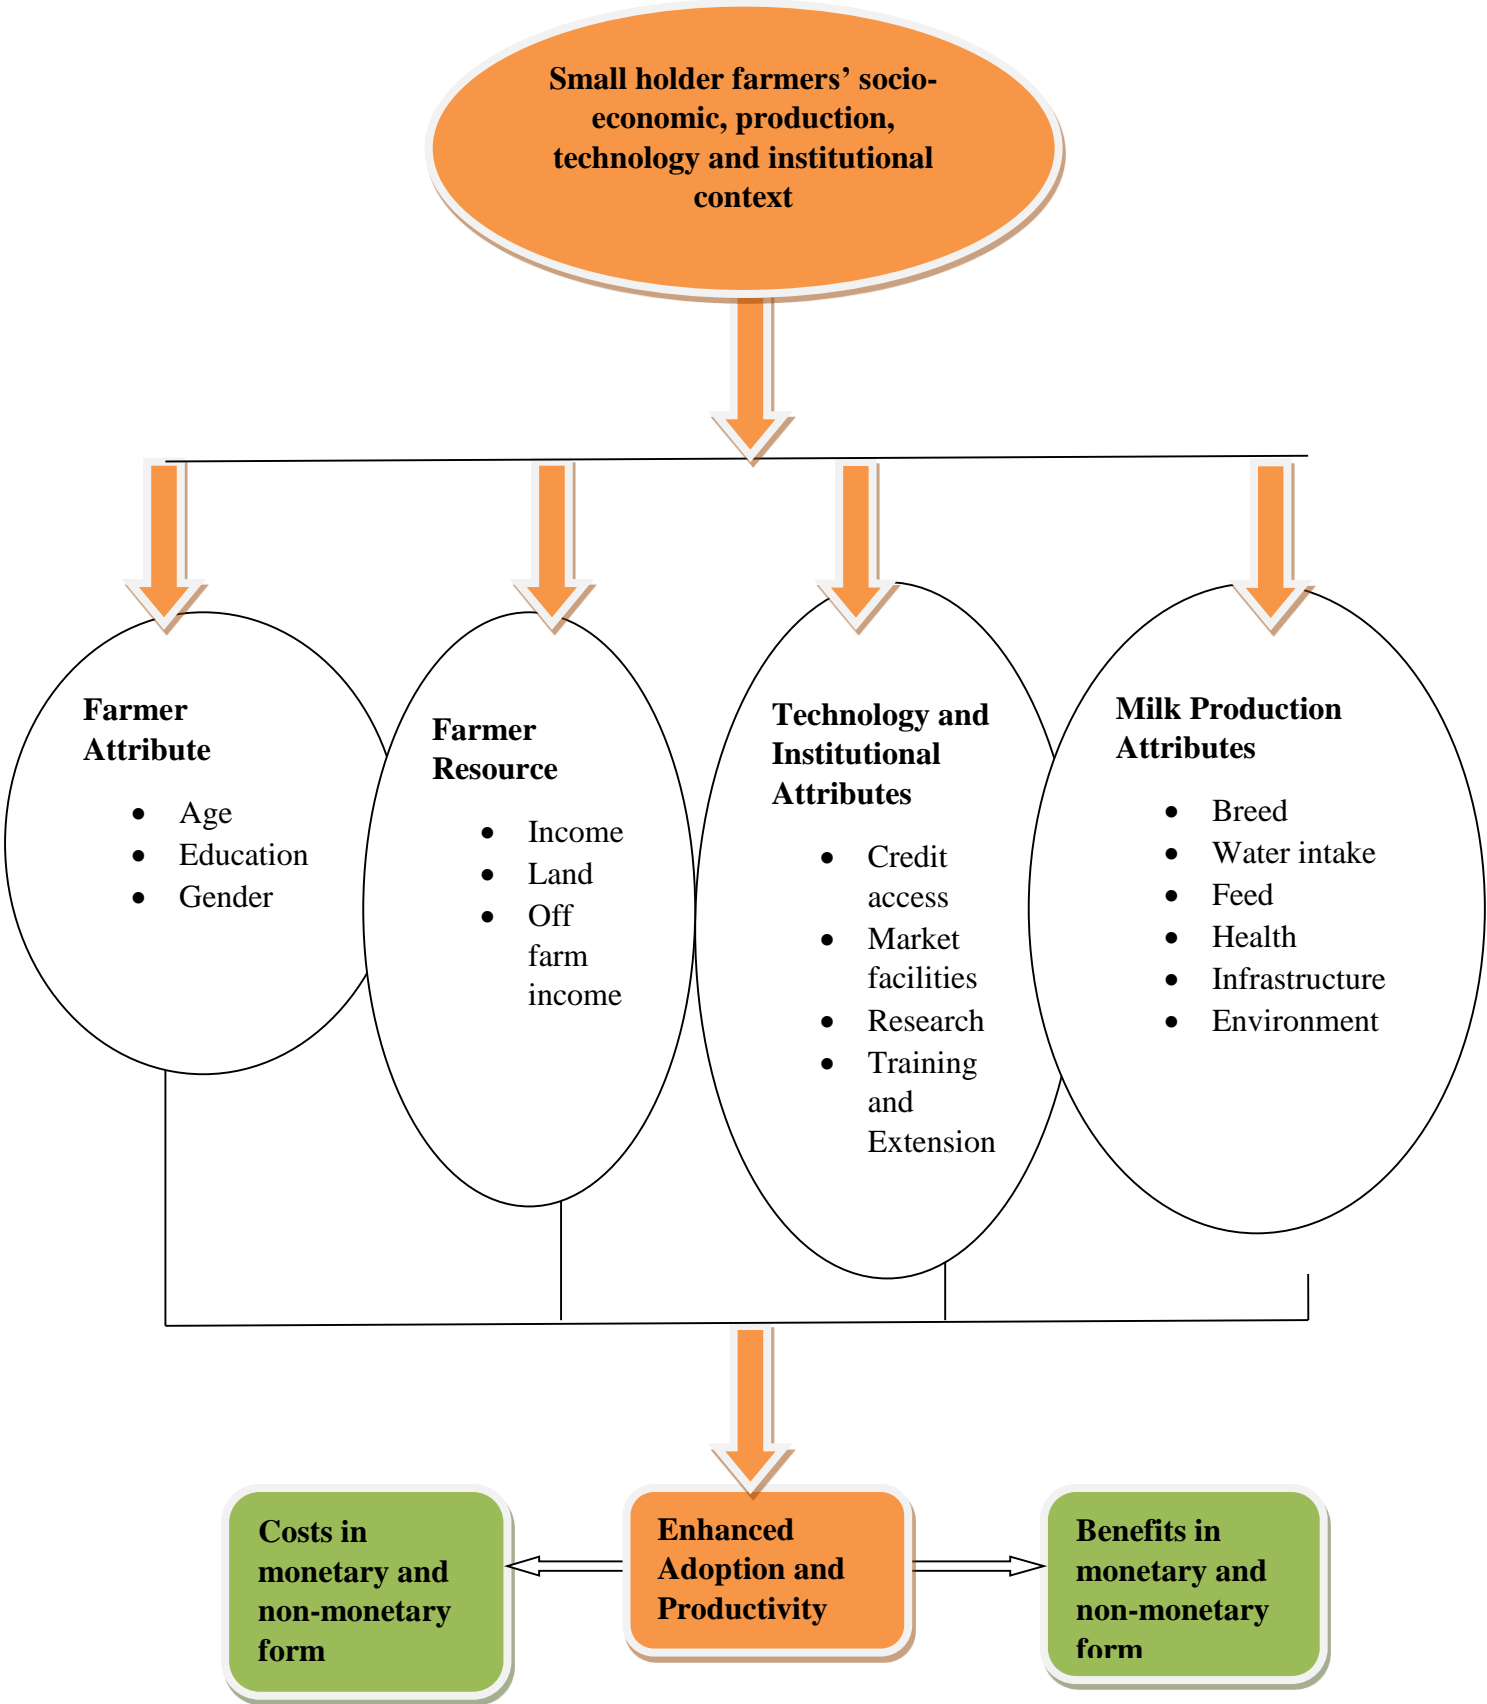 Small holder farmers’ socio-
economic, production,
technology and institutional
context
Farmer
Attribute
• Age
• Education
• Gender
Farmer
Resource
• Income
• Land
• Off
farm
income
Technology and
Institutional
Attributes
• Credit
access
• Market
facilities
• Research
• Training
and
Extension
Milk Production
Attributes
• Breed
• Water intake
• Feed
• Health
• Infrastructure
• Environment
Costs in
monetary and
non-monetary
form
Enhanced
Adoption and
Productivity
Benefits in
monetary and
non-monetary
form